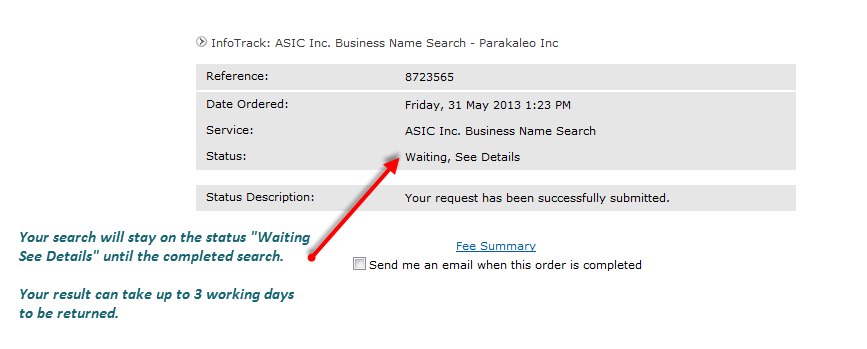 InfoTrack: ASIC Inc. Business Name Search - Parakaleo Inc
Reference: 8723565
Date Ordered: Friday, 31 May 2013 1:23 PM
Service: ASIC Inc. Business Name Search
Status: Waiting, See Details
Status Description: Your request has been successfully submitted.
Your search will stay on the status "Waiting
See Details" until the completed search.
Your result can take up to 3 working days
to be returned.
Fee Summary
Send me an email when this order is completed